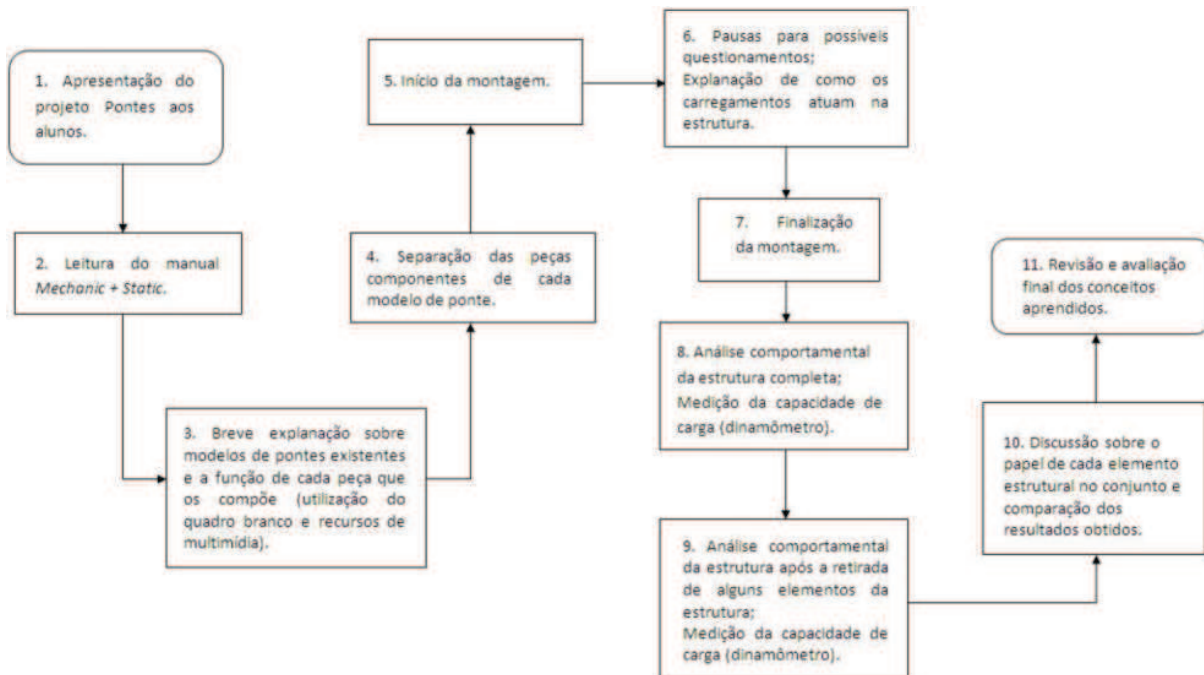 1. Apresentação do
projeto Pontes aos
alunos.
2. Leitura do manual
Mechanic + Static.
3. Breve explanação sobre
modelos de pontes existentes
e a função de cada peça que
os compõe (utilização do
quadro branco e recursos de
multimídia).
4. Separação das peças
componentes de cada
modelo de ponte.
5. Início da montagem.
6. Pausas para possíveis
questionamentos;
Explanação de como os
carregamentos atuam na
estrutura.
7. Finalização
da montagem.
8. Análise comportamental
da estrutura completa;
Medição da capacidade de
carga (dinamômetro).
9. Análise comportamental
da estrutura após a retirada
de alguns elementos da
estrutura;
Medição da capacidade de
carga (dinamômetro).
10. Discussão sobre o
papel de cada elemento
estrutural no conjunto e
comparação dos
resultados obtidos.
11. Revisão e avaliação
final dos conceitos
aprendidos.